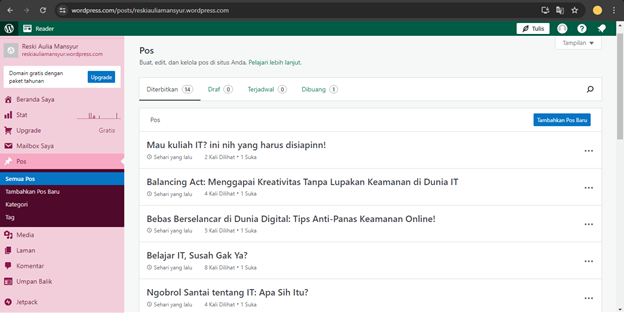 wordpress.com/posts/reskiauliamansyur.wordpress.com
Reader
Tulis
Reski Aulia Mansyur
reskiauliamansyur.wordpress.com
Domain gratis dengan
paket tahunan
Upgrade
Beranda Saya
Stat
Upgrade
Gratis
Mailbox Saya
Pos
Semua Pos
Tambahkan Pos Baru
Kategori
Tag
Media
Laman
Komentar
Umpan Balik
Jetpack
Tampilan
Pos
Buat, edit, dan kelola pos di situs Anda. Pelajari lebih lanjut.
Diterbitkan 14 Draf 0 Terjadwal 0 Dibuang 1
Pos
Tambahkan Pos Baru
Mau kuliah IT? ini nih yang harus disiapinn!
Sehari yang lalu 2 Kali Dilihat • 1 Suka
Balancing Act: Menggapai Kreativitas Tanpa Lupakan Keamanan di Dunia IT
Sehari yang lalu 4 Kali Dilihat • 1 Suka
Bebas Berselancar di Dunia Digital: Tips Anti-Panas Keamanan Online!
Sehari yang lalu 5 Kali Dilihat • 1 Suka
Belajar IT, Susah Gak Ya?
Sehari yang lalu 8 Kali Dilihat • 1 Suka
Ngobrol Santai tentang IT: Apa Sih Itu?
Sehari yang lalu 4 Kali Dilihat • 1 Suka